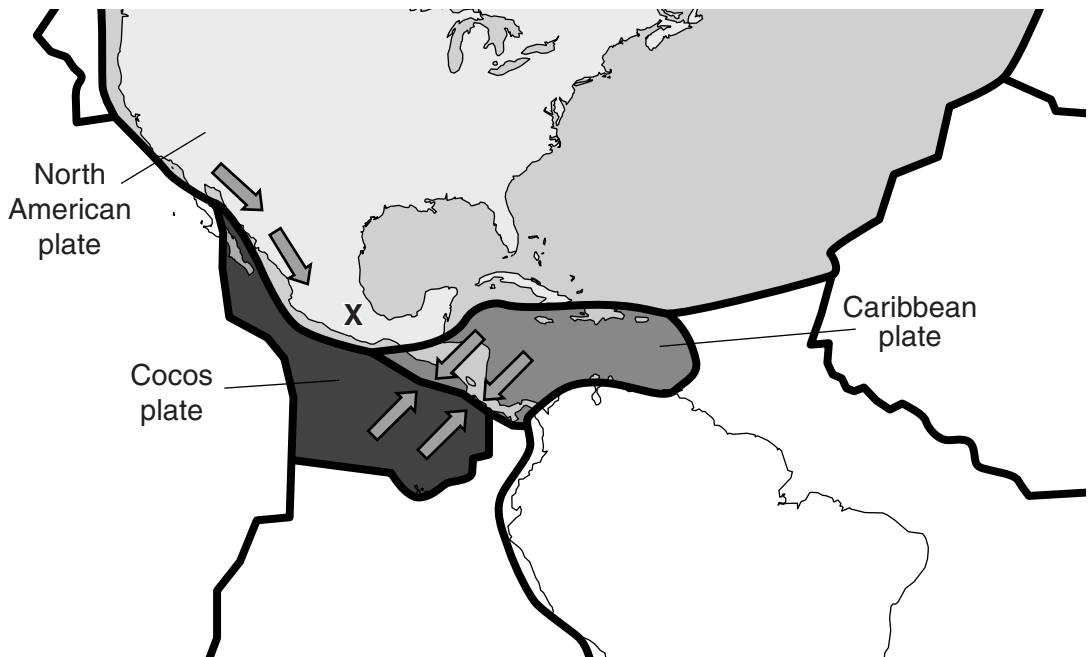 North
American
plate
X
Caribbean
plate
Cocos
plate